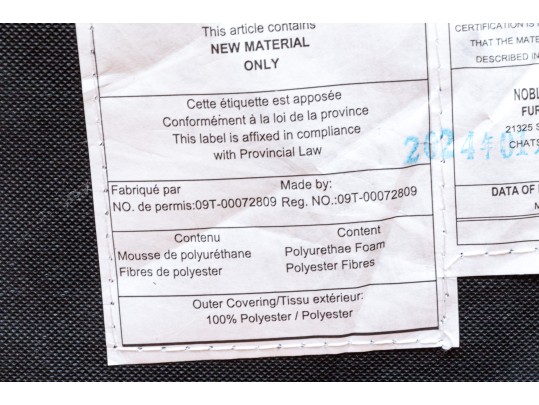 This article contains
NEW MATERIAL
ONLY
Cette étiquette est apposée
Conformément à la loi de la province
This label is affixed in compliance
with Provincial Law
Fabriqué par
NO. de permis:09T-00072809
Made by:
Reg. NO.:09T-00072809
Contenu
Mousse de polyuréthane
Fibres de polyester
Content
Polyurethae Foam
Polyester Fibres
Outer Covering/Tissu extérieur:
100% Polyester / Polyester
CERTIFICATION IS
THAT THE MATE
DESCRIBED IN
NOBL
FUR
21325 S
CHATS
DATA OF
M